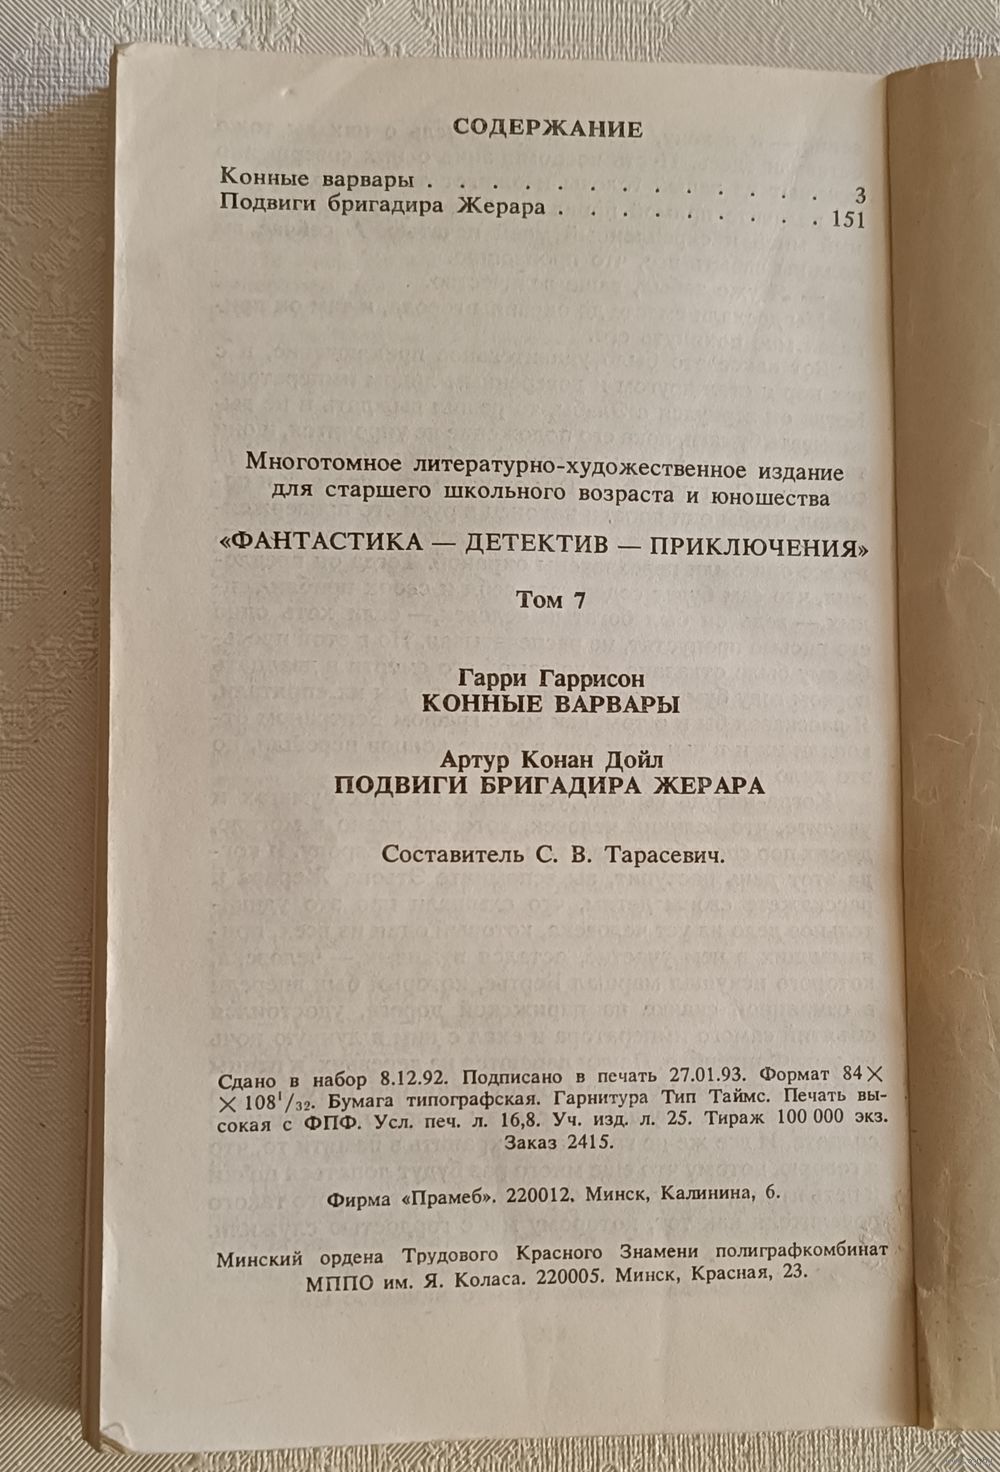 СОДЕРЖАНИЕ
Конные варвары . . . . . . . . . . . . . 3
Подвиги бригадира Жерара . . . . . . . . . 151
Многотомное литературно-художественное издание
для старшего школьного возраста и юношества
«ФАНТАСТИКА — ДЕТЕКТИВ — ПРИКЛЮЧЕНИЯ»
Том 7
Гарри Гаррисон
КОННЫЕ ВАРВАРЫ
Артур Конан Дойл
ПОДВИГИ БРИГАДИРА ЖЕРАРА
Составитель С. В. Тарасевич.
Сдано в набор 8.12.92. Подписано в печать 27.01.93. Формат 84×
×108¹/₃₂. Бумага типографская. Гарнитура Тип Таймс. Печать вы-
сокая с ФПФ. Усл. печ. л. 16,8. Уч. изд. л. 25. Тираж 100 000 экз.
Заказ 2415.
Фирма «Прамеб». 220012. Минск, Калинина, 6.
Минский ордена Трудового Красного Знамени полиграфкомбинат
МППО им. Я. Коласа. 220005. Минск, Красная, 23.